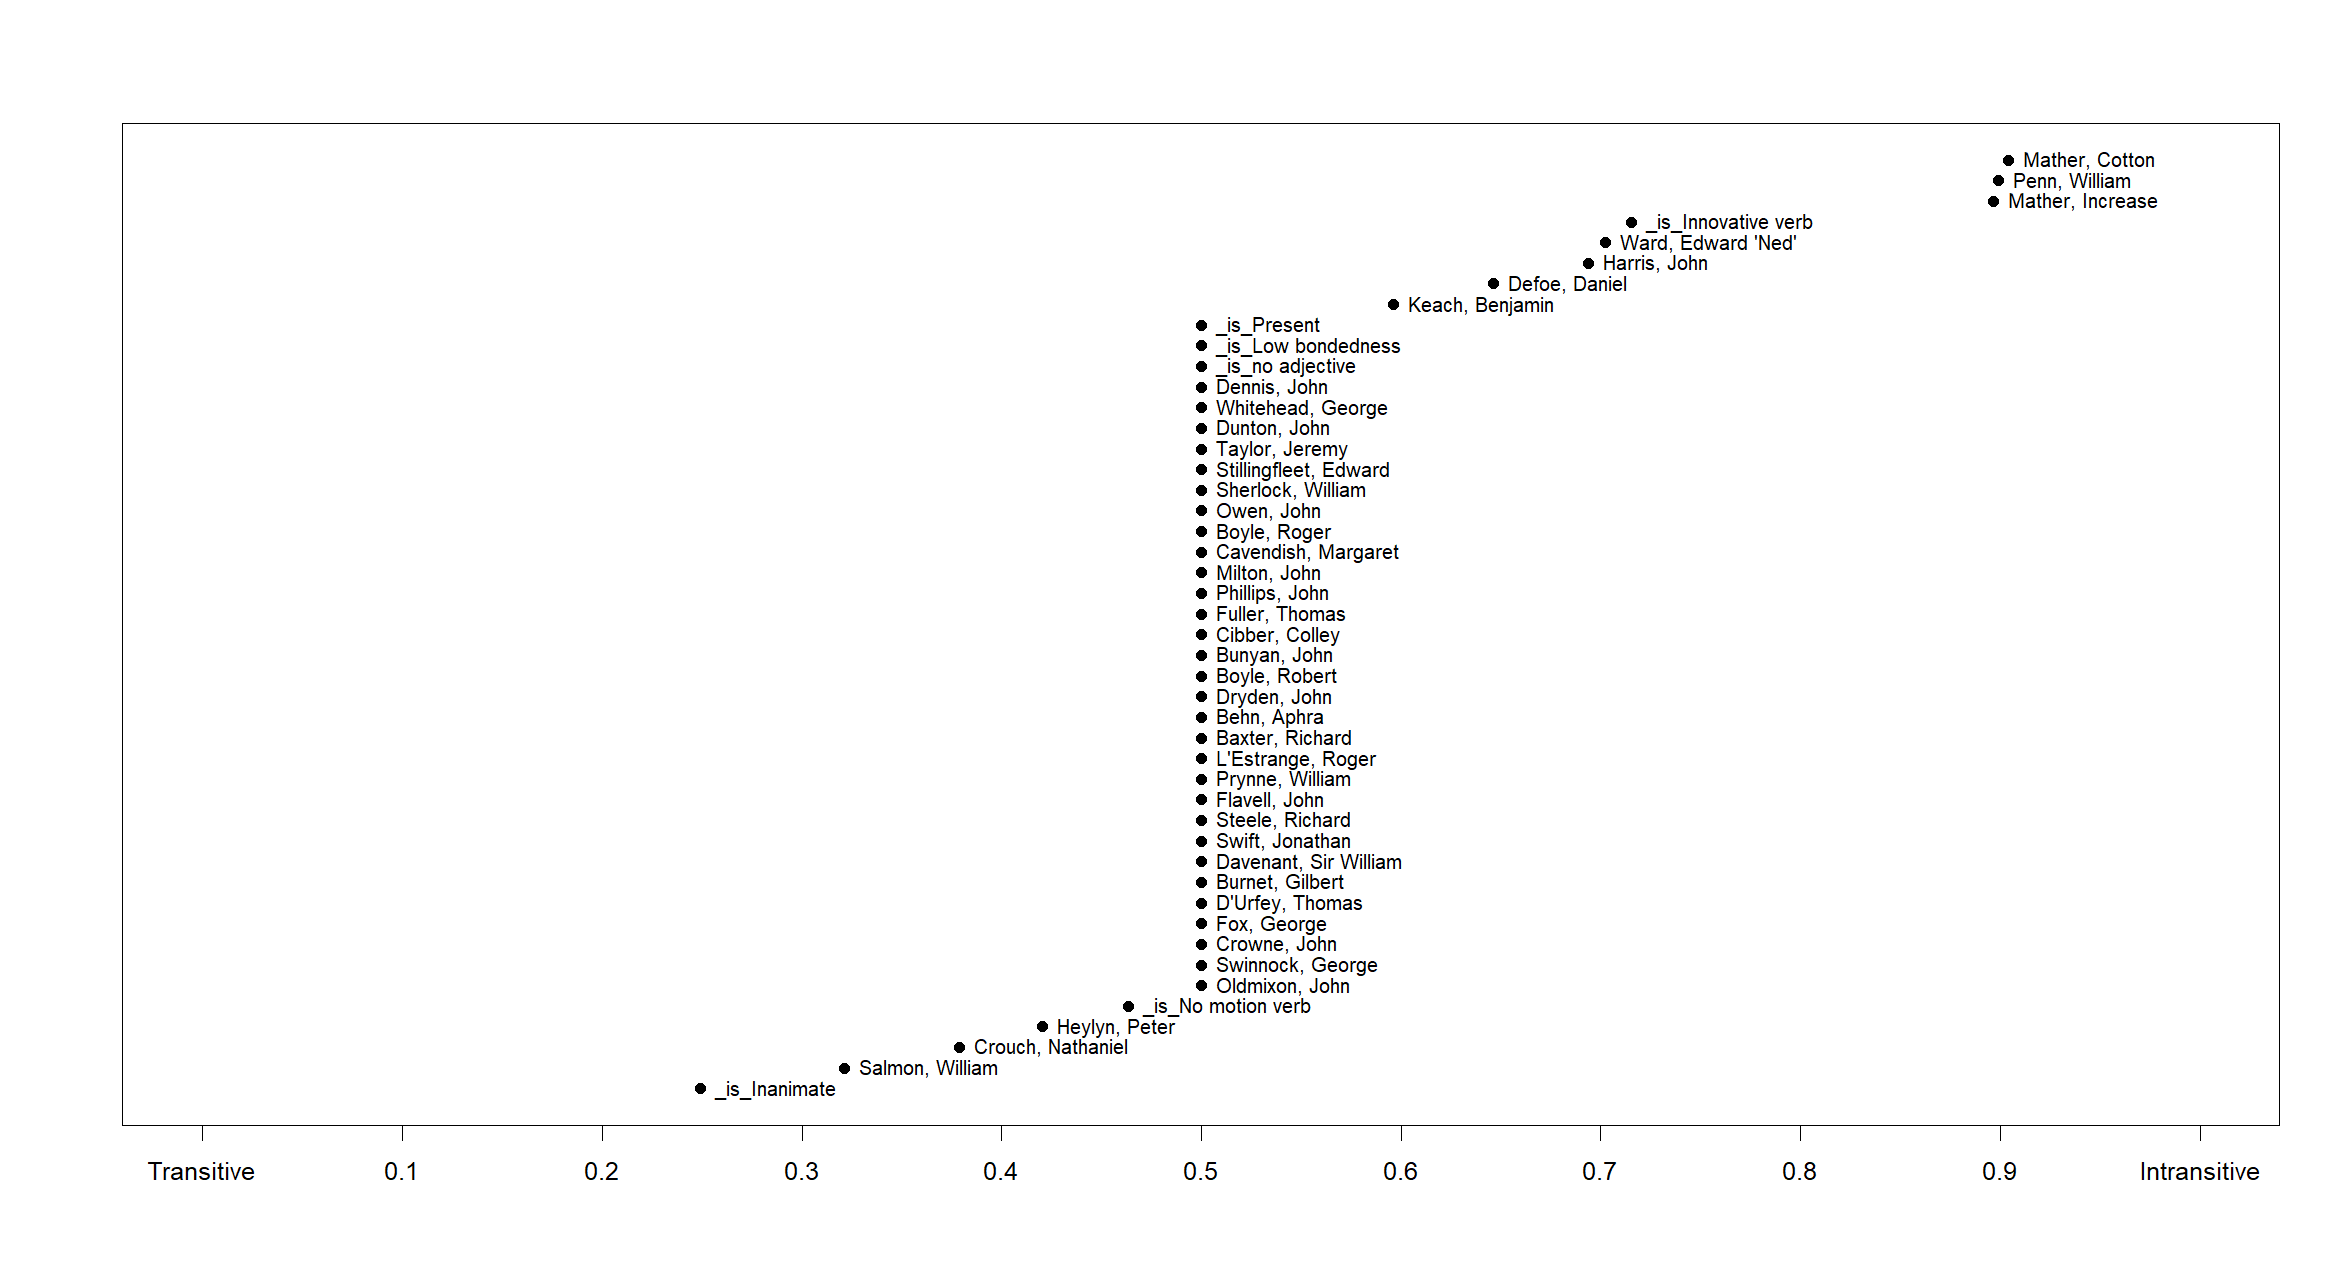 Mather, Cotton
Penn, William
Mather, Increase
_is_Innovative verb
Ward, Edward 'Ned'
Harris, John
Defoe, Daniel
Keach, Benjamin
_is_Present
_is_Low bondedness
_is_no adjective
Dennis, John
Whitehead, George
Dunton, John
Taylor, Jeremy
Stillingfleet, Edward
Sherlock, William
Owen, John
Boyle, Roger
Cavendish, Margaret
Milton, John
Phillips, John
Fuller, Thomas
Cibber, Colley
Bunyan, John
Boyle, Robert
Dryden, John
Behn, Aphra
Baxter, Richard
L'Estrange, Roger
Prynne, William
Flavell, John
Steele, Richard
Swift, Jonathan
Davenant, Sir William
Burnet, Gilbert
D'Urfey, Thomas
Fox, George
Crowne, John
Swinnock, George
Oldmixon, John
_is_No motion verb
Heylyn, Peter
Crouch, Nathaniel
Salmon, William
_is_Inanimate
Transitive 0.1 0.2 0.3 0.4 0.5 0.6 0.7 0.8 0.9 Intransitive